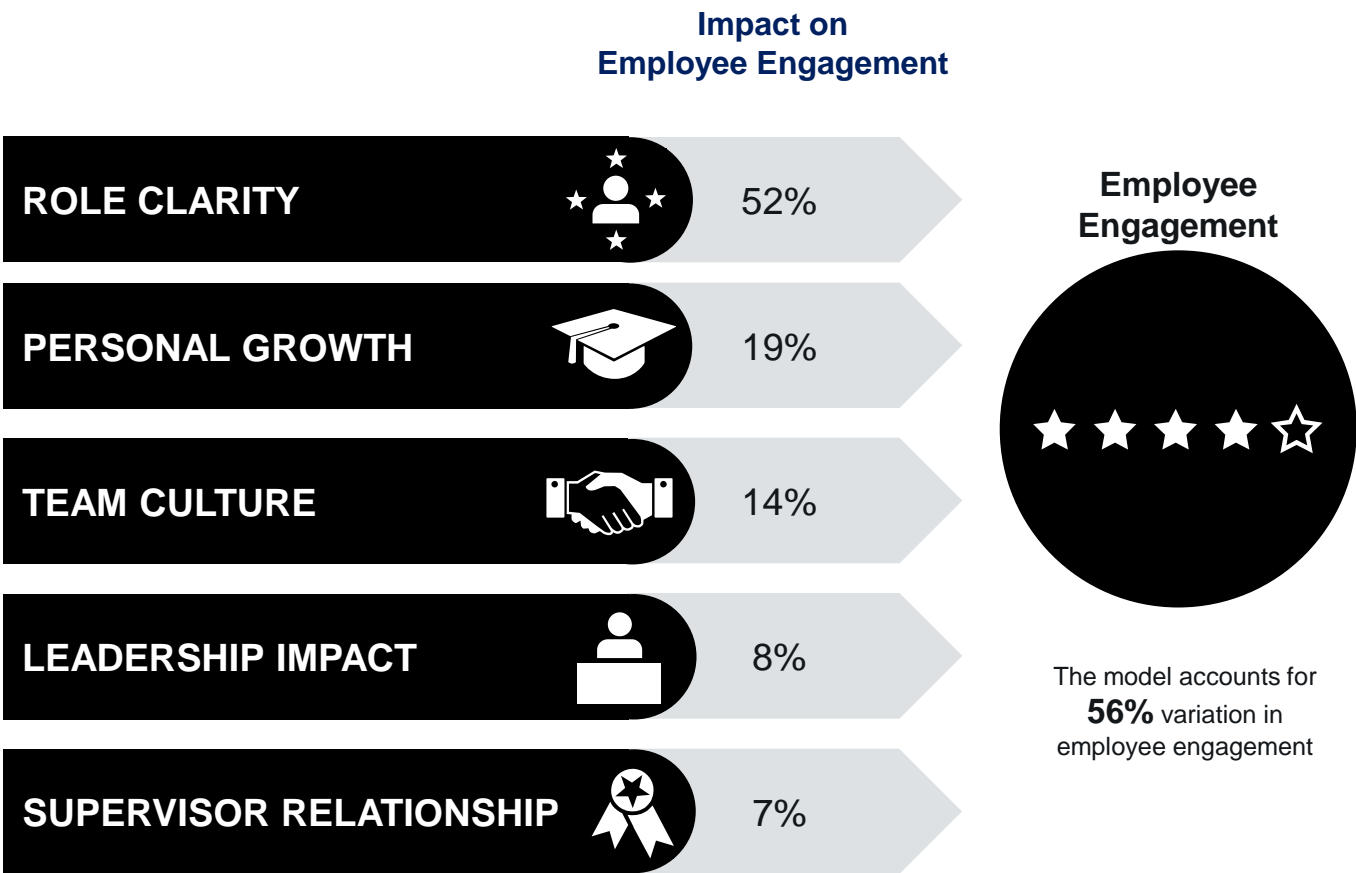 Impact on
Employee Engagement
ROLE CLARITY
52%
Employee
Engagement
PERSONAL GROWTH
19%
TEAM CULTURE
14%
LEADERSHIP IMPACT
8%
The model accounts for
56% variation in
employee engagement
SUPERVISOR RELATIONSHIP
7%